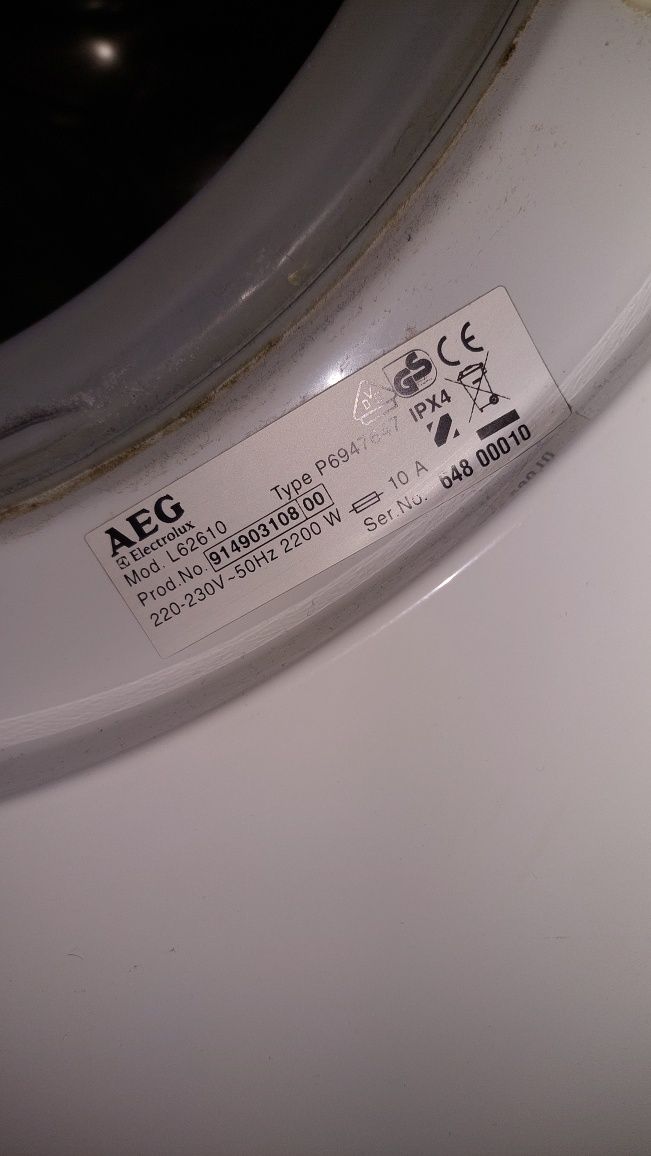 AEG
Electrolux
Mod. L62610
Type P6947647
Prod.No. 914903108 00
220-230V~50Hz 2200 W 10 A
Ser.No. 648 00010
IPX4
GS
CE